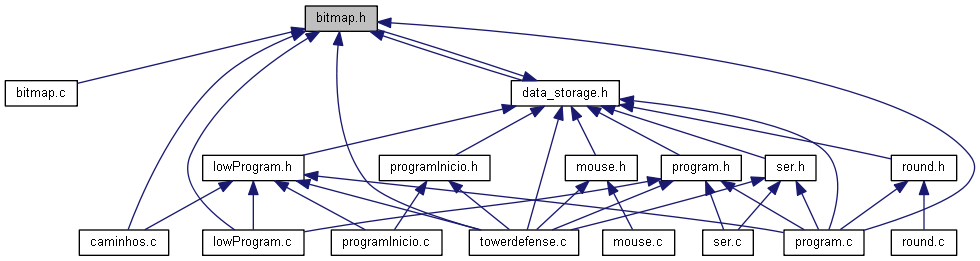 bitmap.h
bitmap.c
data_storage.h
lowProgram.h
programInicio.h
mouse.h
program.h
ser.h
round.h
caminhos.c
lowProgram.c
programInicio.c
towerdefense.c
mouse.c
ser.c
program.c
round.c